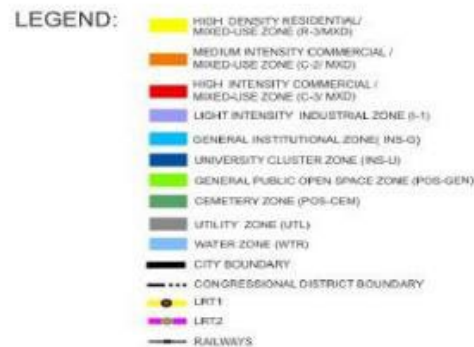 LEGEND:
HIGH DENSITY RESIDENTIAL/
MIXED-USE ZONE (R-3/MXD)
MEDIUM INTENSITY COMMERCIAL /
MIXED-USE ZONE (C-2/ MXD)
HIGH INTENSITY COMMERCIAL /
MIXED-USE ZONE (C-3/ MXD)
LIGHT INTENSITY INDUSTRIAL ZONE (I-1)
GENERAL INSTITUTIONAL ZONE( INS-G)
UNIVERSITY CLUSTER ZONE (INS-U)
GENERAL PUBLIC OPEN SPACE ZONE (POS-GEN)
CEMETERY ZONE (POS-CEM)
UTILITY ZONE (UTL)
WATER ZONE (WTR)
CITY BOUNDARY
CONGRESSIONAL DISTRICT BOUNDARY
LRT1
LRT2
RAILWAYS